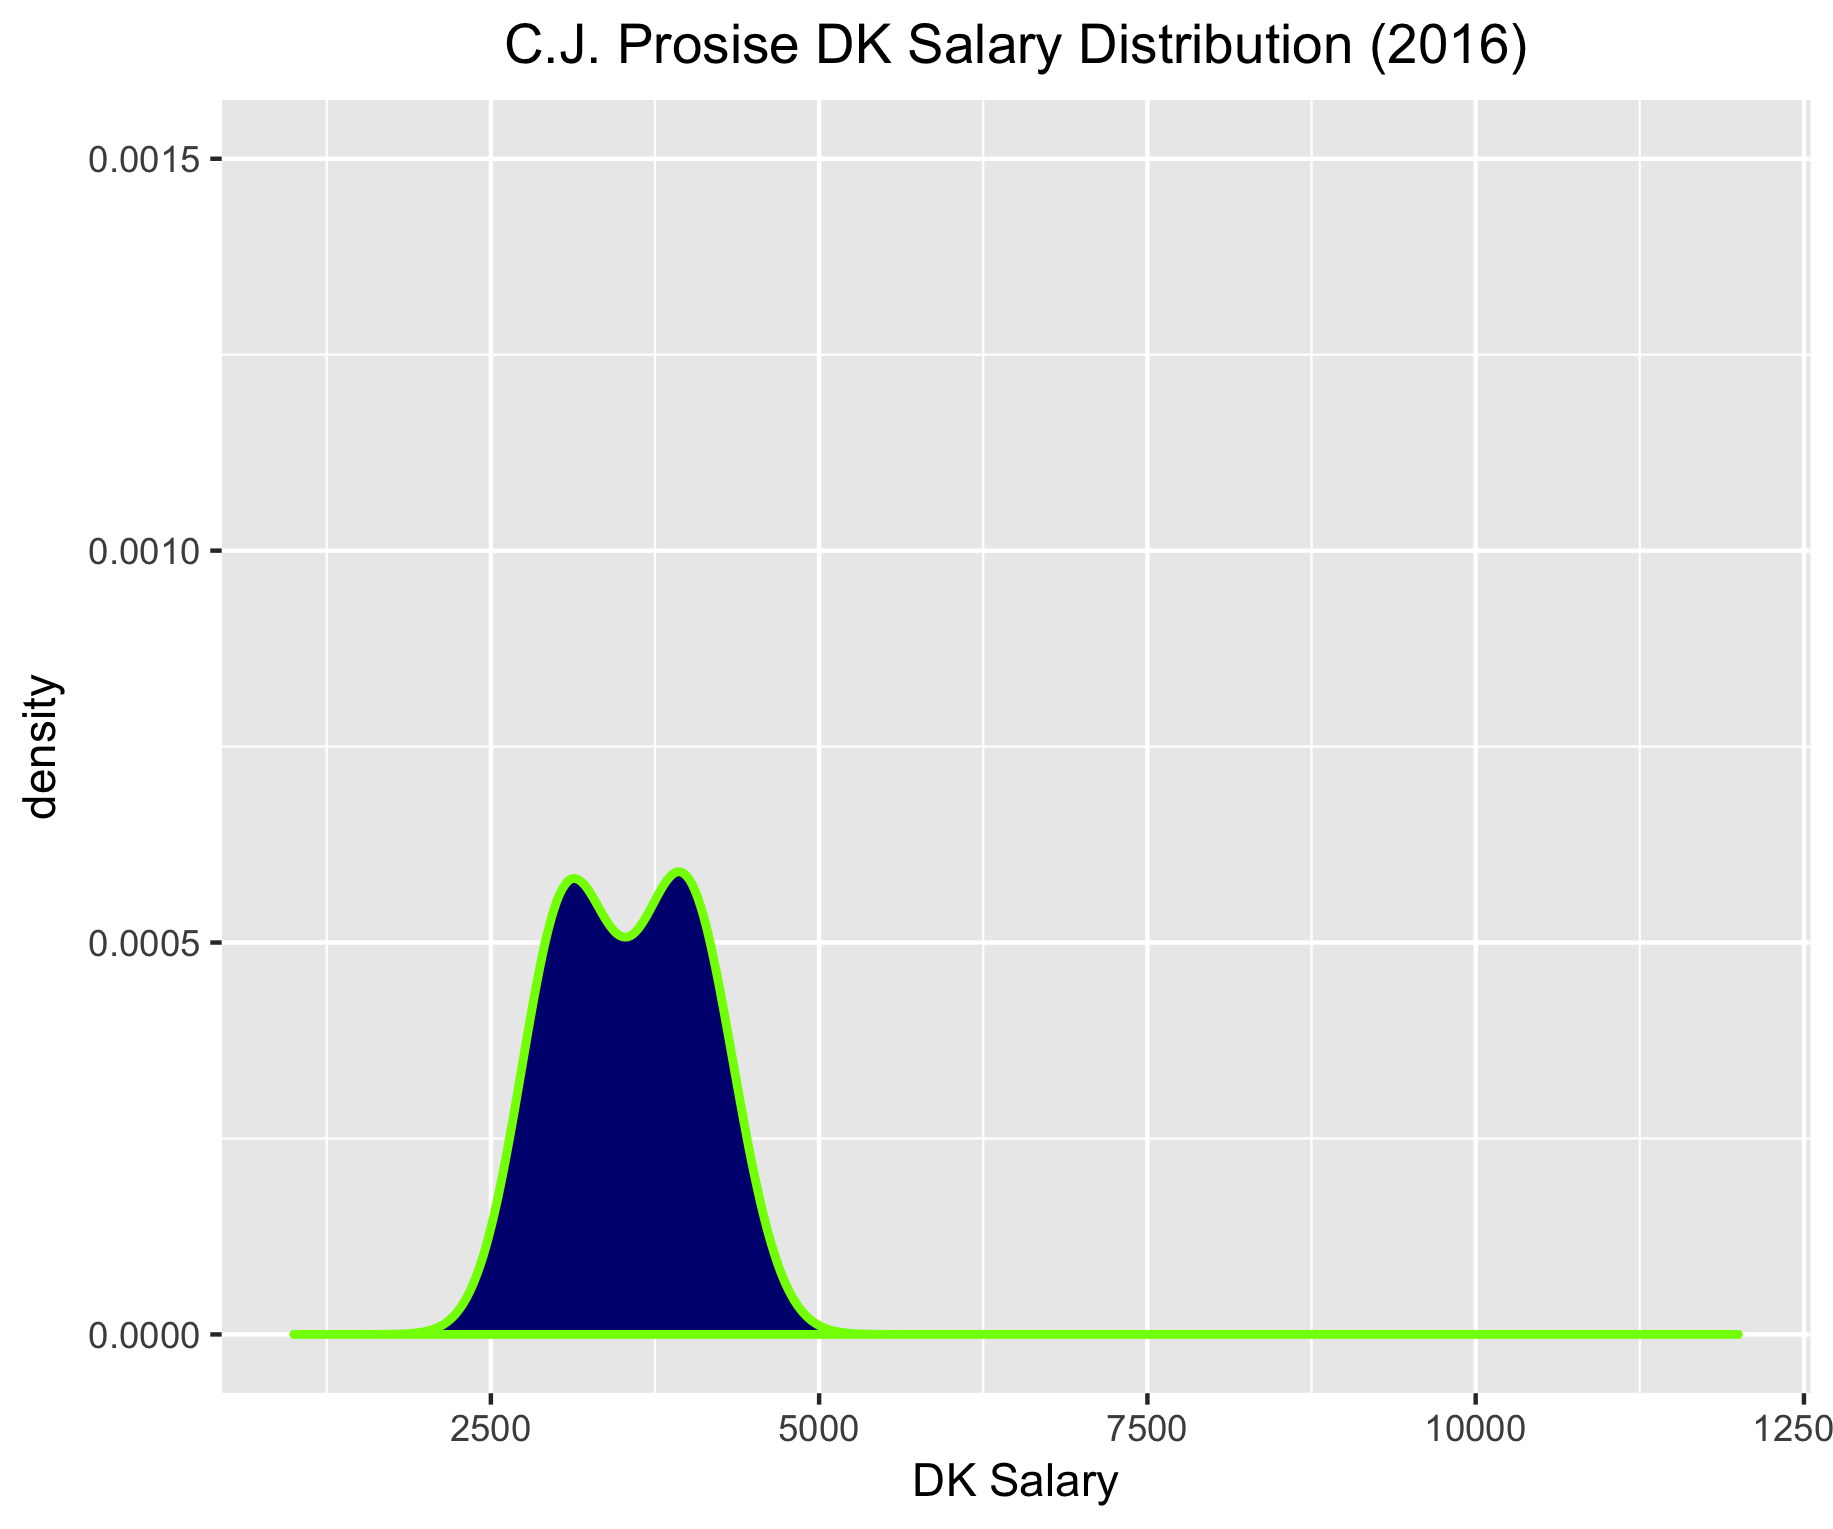 C.J. Prosise DK Salary Distribution (2016)
0.0015
0.0010
density
0.0005
0.0000
2500 5000 7500 10000 1250
DK Salary